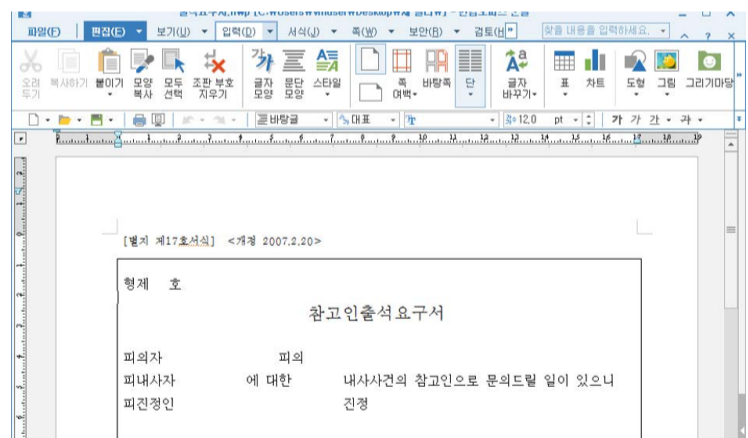 파일(F) 편집(E) 보기(U) 입력(D) 서식(J) 쪽(W) 보안(B) 검토(H) 찾을 내용을 입력하세요.
오려두기 복사하기 붙이기 모양 복사 모두 선택 조판 부호 지우기 글자 모양 문단 모양 스타일 쪽 여백 바탕쪽 단 글자 바꾸기 표 차트 도형 그림 그리기마당
바탕글 대표 12.0 pt 가 가 가 가
[별지 제17호서식] <개정 2007.2.20>
형제 호
참고인출석요구서
피의자 피의
피내사자 에 대한 내사사건의 참고인으로 문의드릴 일이 있으니
피진정인 진정